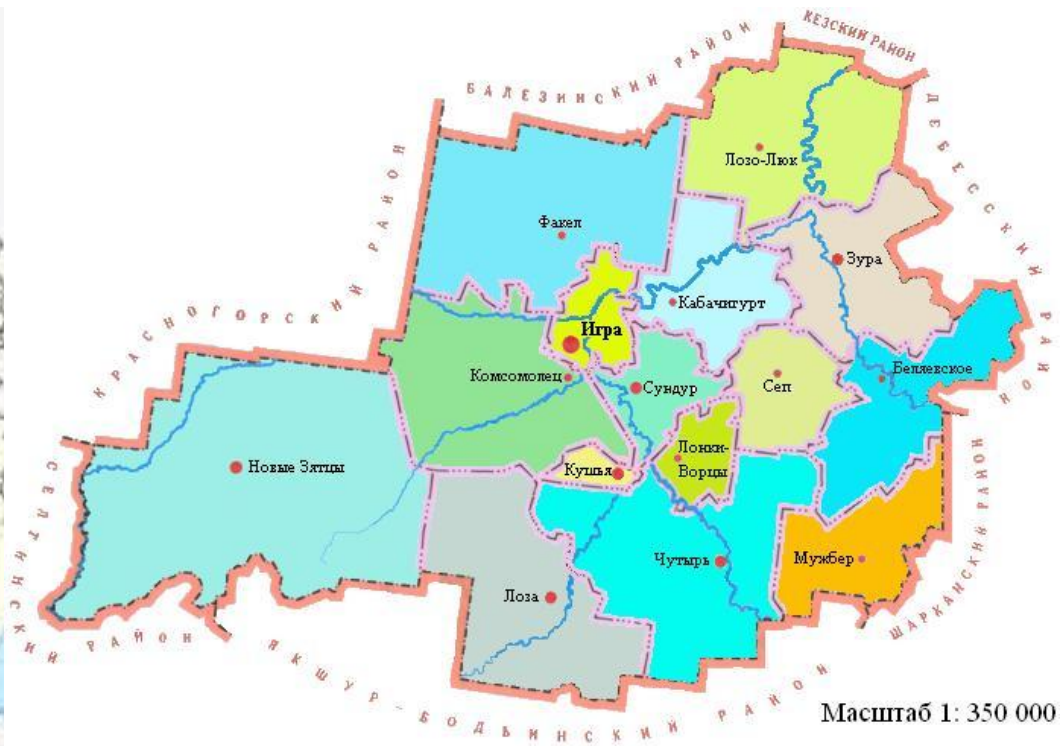 БАЛЕЗИНСКИЙ РАЙОН
КЕЗСКИЙ РАЙОН
ДЕБЕССКИЙ РАЙОН
КРАСНОГОРСКИЙ РАЙОН
Лозо-Люк
Факел
Зура
Кабачигурт
Игра
Комсомолец
Сундур
Сеп
Беляевское
Новые Зятцы
Кушья
Лонки-
Ворцы
Чутырь
Мужбер
Лоза
СЕЛТИНСКИЙ РАЙОН
ЯКШУР-БОДЬИНСКИЙ РАЙОН
ШАРКАНСКИЙ РАЙОН
Масштаб 1: 350 000